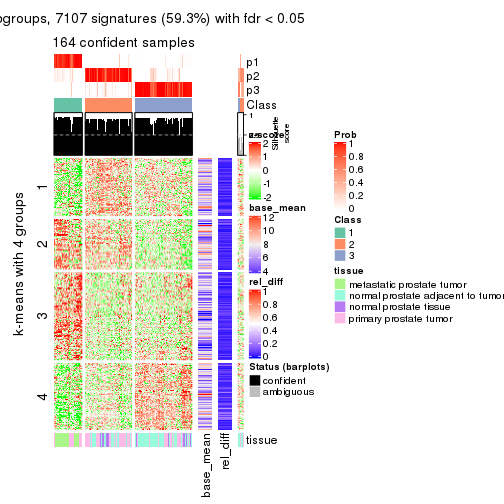 ogroups, 7107 signatures (59.3%) with fdr < 0.05
164 confident samples
p1
p2
p3
Class
1
0
Silhouette
score
z-score
2
1
0
-1
-2
Prob
1
0.8
0.6
0.4
0.2
0
base_mean
12
10
8
6
4
Class
1
2
3
rel_diff
1
0.8
0.6
0.4
0.2
0
tissue
metastatic prostate tumor
normal prostate adjacent to tumor
normal prostate tissue
primary prostate tumor
Status (barplots)
confident
ambiguous
k-means with 4 groups
1
2
3
4
tissue
base_mean
rel_diff